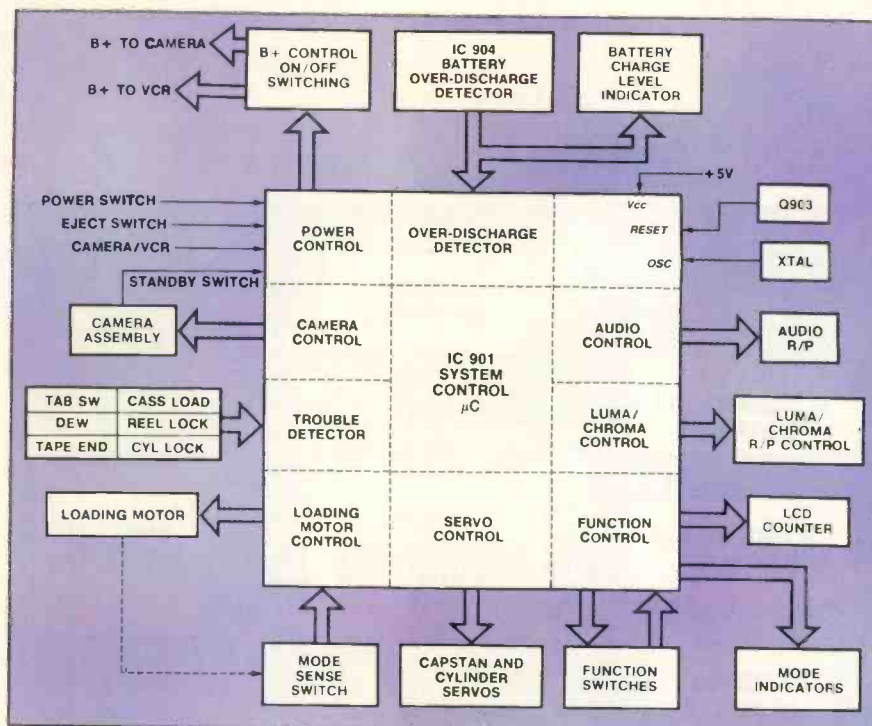 B+ TO CAMERA
B+ TO VCR
B+ CONTROL
ON/OFF
SWITCHING
IC 904
BATTERY
OVER-DISCHARGE
DETECTOR
BATTERY
CHARGE
LEVEL
INDICATOR
+5V
POWER SWITCH
EJECT SWITCH
CAMERA/VCR
STANDBY SWITCH
POWER
CONTROL
OVER-DISCHARGE
DETECTOR
Vcc
RESET
OSC
Q903
XTAL
CAMERA
ASSEMBLY
CAMERA
CONTROL
IC 901
SYSTEM
CONTROL
μC
AUDIO
CONTROL
AUDIO
R/P
TAB SW CASS LOAD
DEW REEL LOCK
TAPE END CYL LOCK
TROUBLE
DETECTOR
LUMA/
CHROMA
CONTROL
LUMA/
CHROMA
R/P CONTROL
LOADING MOTOR
LOADING
MOTOR
CONTROL
SERVO
CONTROL
FUNCTION
CONTROL
LCD
COUNTER
MODE
SENSE
SWITCH
CAPSTAN AND
CYLINDER
SERVOS
FUNCTION
SWITCHES
MODE
INDICATORS